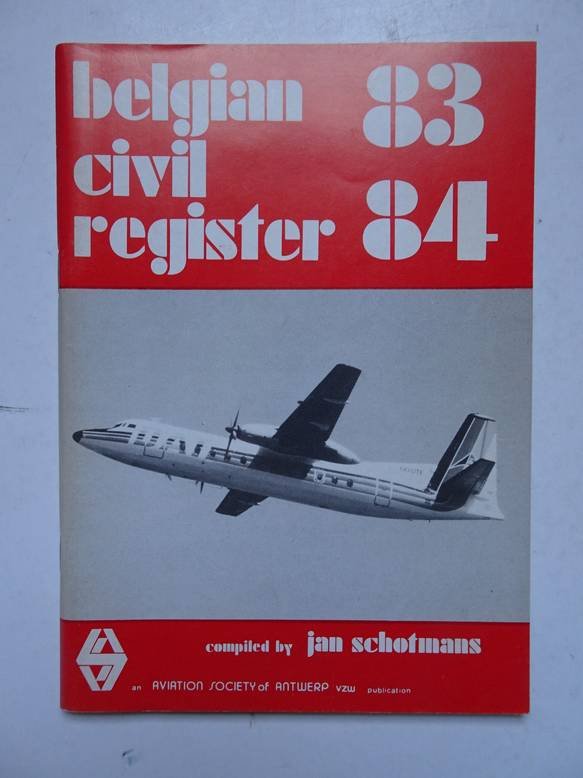 belgian 83
civil
register 84
compiled by jan schotmans
an AVIATION SOCIETY of ANTWERP VZW publication